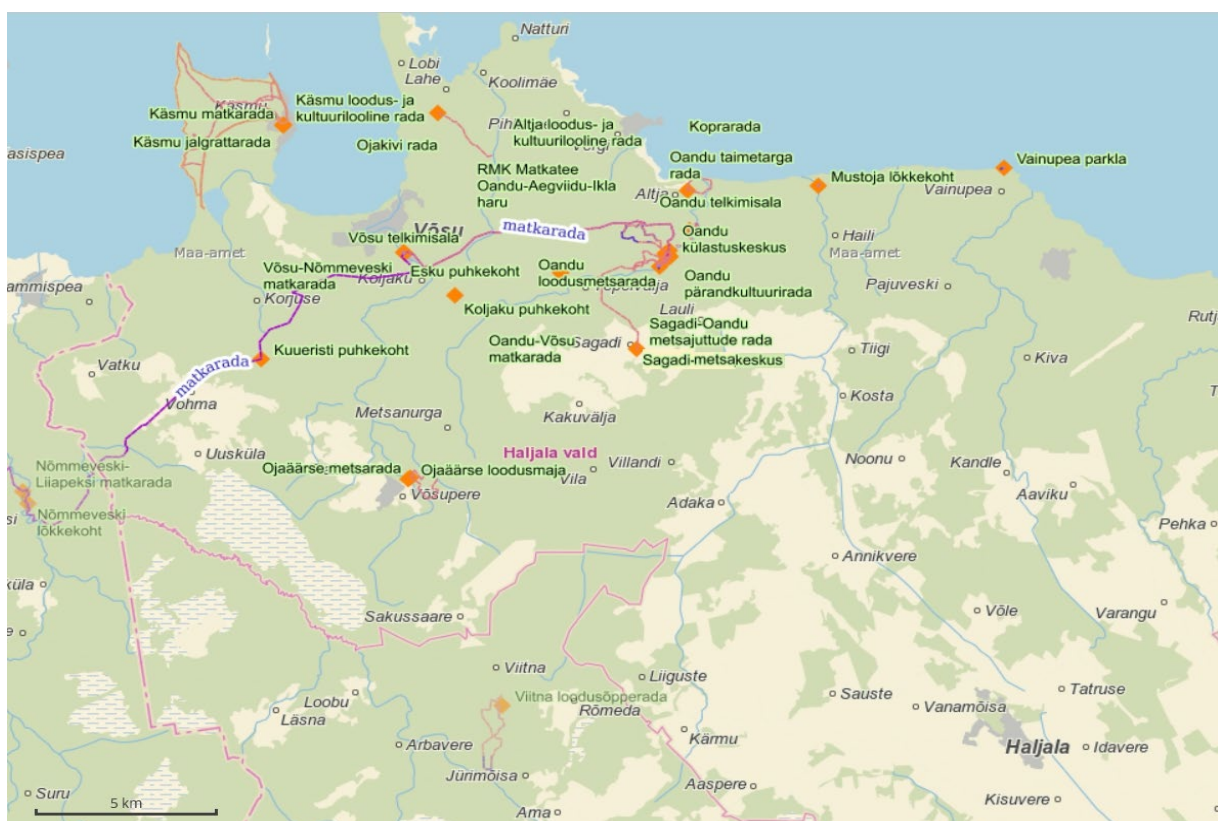 Natturi
Lobi
Lahe
Koolimäe
Käsmu
Käsmu loodus- ja
kultuurilooline rada
Käsmu matkarada
Käsmu jalgrattarada
Ojakivi rada
Altja loodus- ja
kultuurilooline rada
Vergi
Koprarada
Oandu taimetarga
rada
Altja
Oandu telkimisala
Mustoja lõkkekoht
Vainupea parkla
Vainupea
RMK Matkatee
Oandu-Aegviidu-Ikla
haru
Võsu
matkarada
Võsu telkimisala
Maa-amet
Haili
Maa-amet
Oandu
külastuskeskus
Võsu-Nõmmeveski
matkarada
Koljaku
Esku puhkekoht
Oandu
loodusmetsarada
Oandu
pärandkultuurirada
Pajuveski
Korjuse
Koljaku puhkekoht
Lauli
Sagadi-Oandu
metsajuttude rada
Sagadi
Sagadi metsakeskus
Oandu-Võsu
matkarada
Kuueristi puhkekoht
matkarada
Vatku
Võhma
Tiigi
Kiva
Kosta
Metsanurga
Kakuvälja
Uusküla
Haljala vald
Villandi
Vila
Noonu
Kandle
Aaviku
Ojaäärse metsarada
Ojaäärse loodusmaja
Võsupere
Nõmmeveski-
Liiapeksi matkarada
Nõmmeveski
lõkkekoht
Adaka
Pehka
Annikvere
Sakussaare
Võle
Varangu
Viitna
Liiguste
Viitna loodusõpperada
Rõmeda
Loobu
Läsna
Sauste
Vanamõisa
Tatruse
Arbavere
Kärmu
Haljala
Idavere
Jürimõisa
Aaspere
Suru
5 km
Ama
Kisuvere